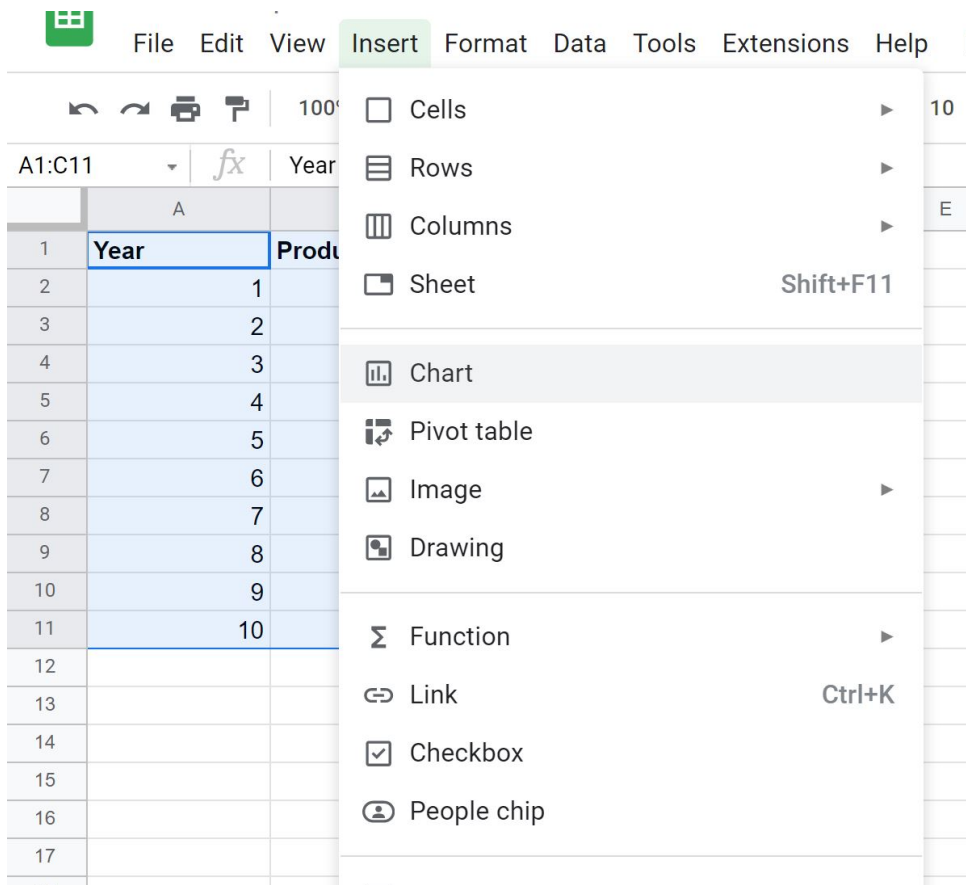 File Edit View Insert Format Data Tools Extensions Help
100% 10
A1:C11 fx Year
A E
1 Year Produ
2 1
3 2
4 3
5 4
6 5
7 6
8 7
9 8
10 9
11 10
12
13
14
15
16
17
Cells
Rows
Columns
Sheet Shift+F11
Chart
Pivot table
Image
Drawing
Function
Link Ctrl+K
Checkbox
People chip